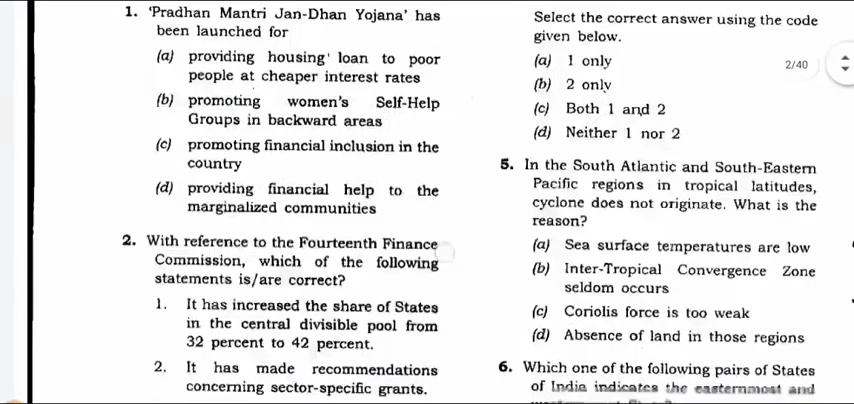 1. 'Pradhan Mantri Jan-Dhan Yojana' has
been launched for
(a) providing housing' loan to poor
people at cheaper interest rates
(b) promoting women's Self-Help
Groups in backward areas
(c) promoting financial inclusion in the
country
(d) providing financial help to the
marginalized communities
2. With reference to the Fourteenth Finance
Commission, which of the following
statements is/are correct?
1. It has increased the share of States
in the central divisible pool from
32 percent to 42 percent.
2. It has made recommendations
concerning sector-specific grants.
Select the correct answer using the code
given below.
(a) 1 only
2/40
(b) 2 only
(c) Both 1 and 2
(d) Neither 1 nor 2
5. In the South Atlantic and South-Eastern
Pacific regions in tropical latitudes,
cyclone does not originate. What is the
reason?
(a) Sea surface temperatures are low
(b) Inter-Tropical Convergence Zone
seldom occurs
(c) Coriolis force is too weak
(d) Absence of land in those regions
6. Which one of the following pairs of States
of India indicates the easternmost and